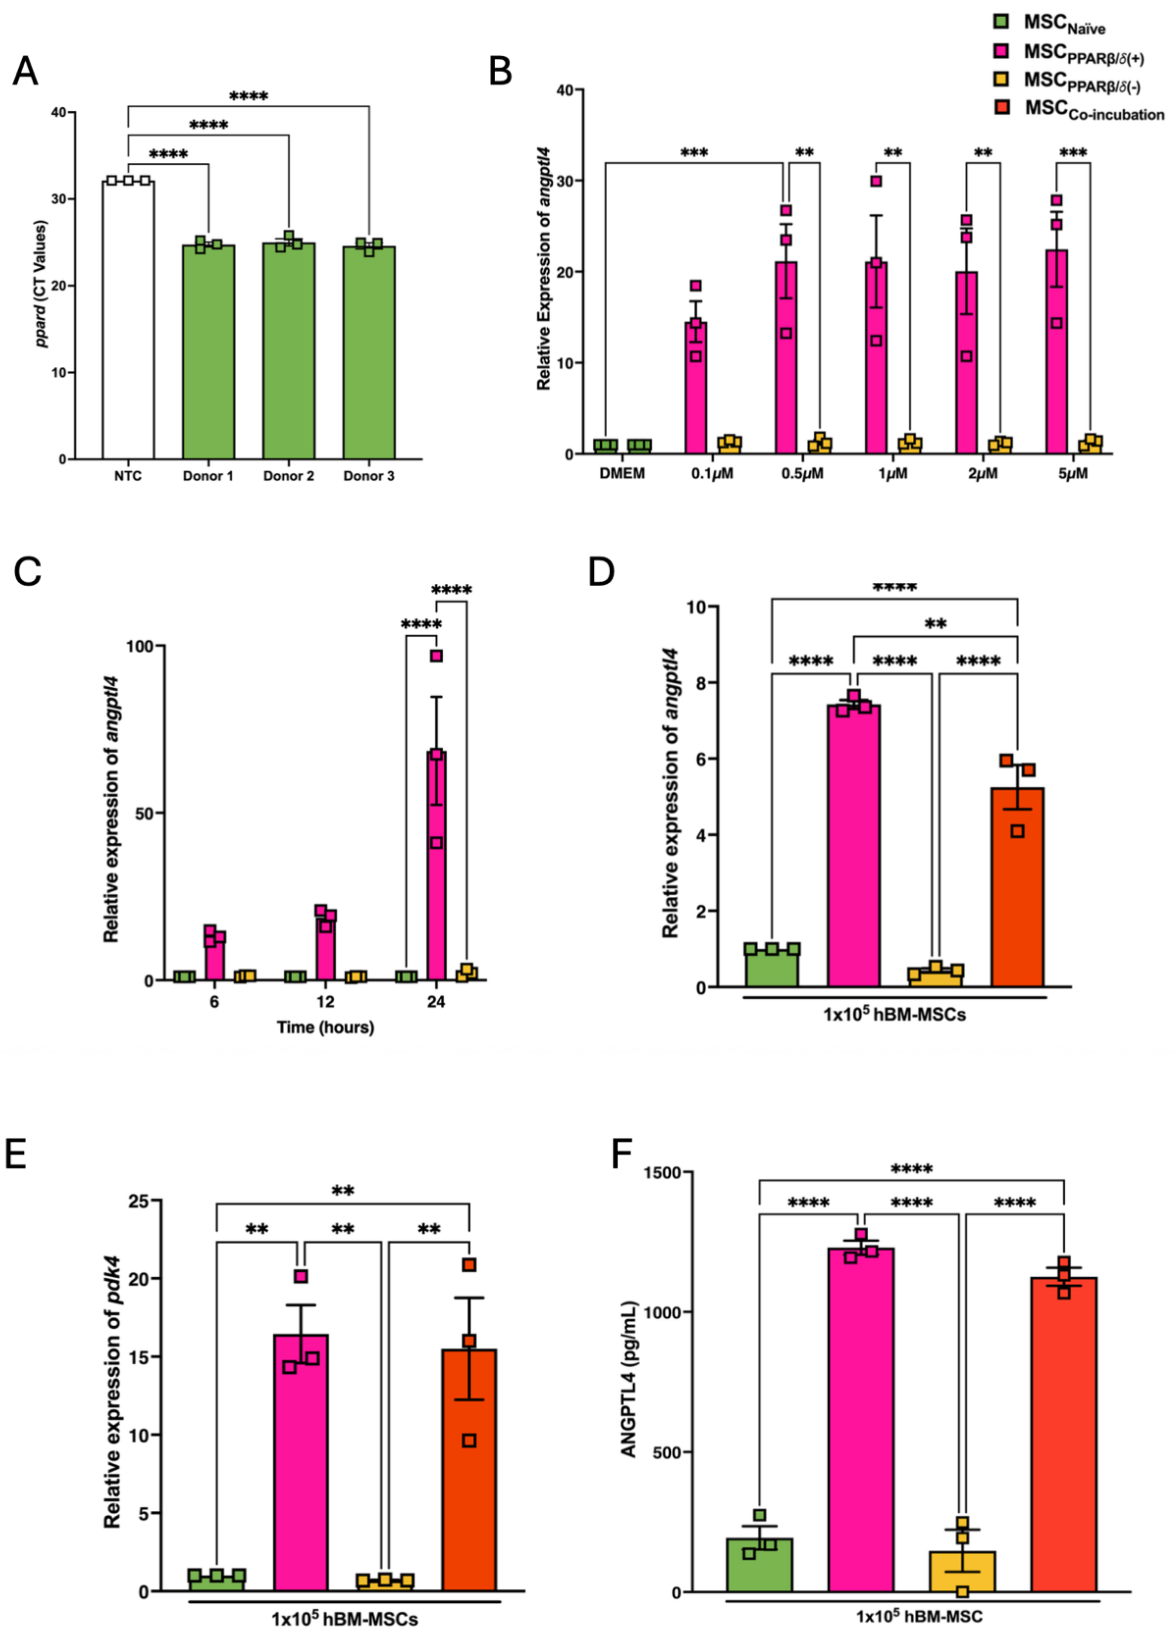 MSCNaïve
MSCPPARβ/δ(+)
MSCPPARβ/δ(-)
MSCCo-incubation
A
ppard (CT Values)
40
30
20
10
0
****
****
****
NTC Donor 1 Donor 2 Donor 3
B
Relative Expression of angptl4
40
30
20
10
0
*** ** ** ** ***
DMEM 0.1µM 0.5µM 1µM 2µM 5µM
C
Relative expression of angptl4
100
50
0
****
****
6 12 24
Time (hours)
D
Relative expression of angptl4
10
8
6
4
2
0
****
**
**** **** ****
1x10⁵ hBM-MSCs
E
Relative expression of pdk4
25
20
15
10
5
0
**
** ** **
1x10⁵ hBM-MSCs
F
ANGPTL4 (pg/mL)
1500
1000
500
0
****
**** **** ****
1x10⁵ hBM-MSC